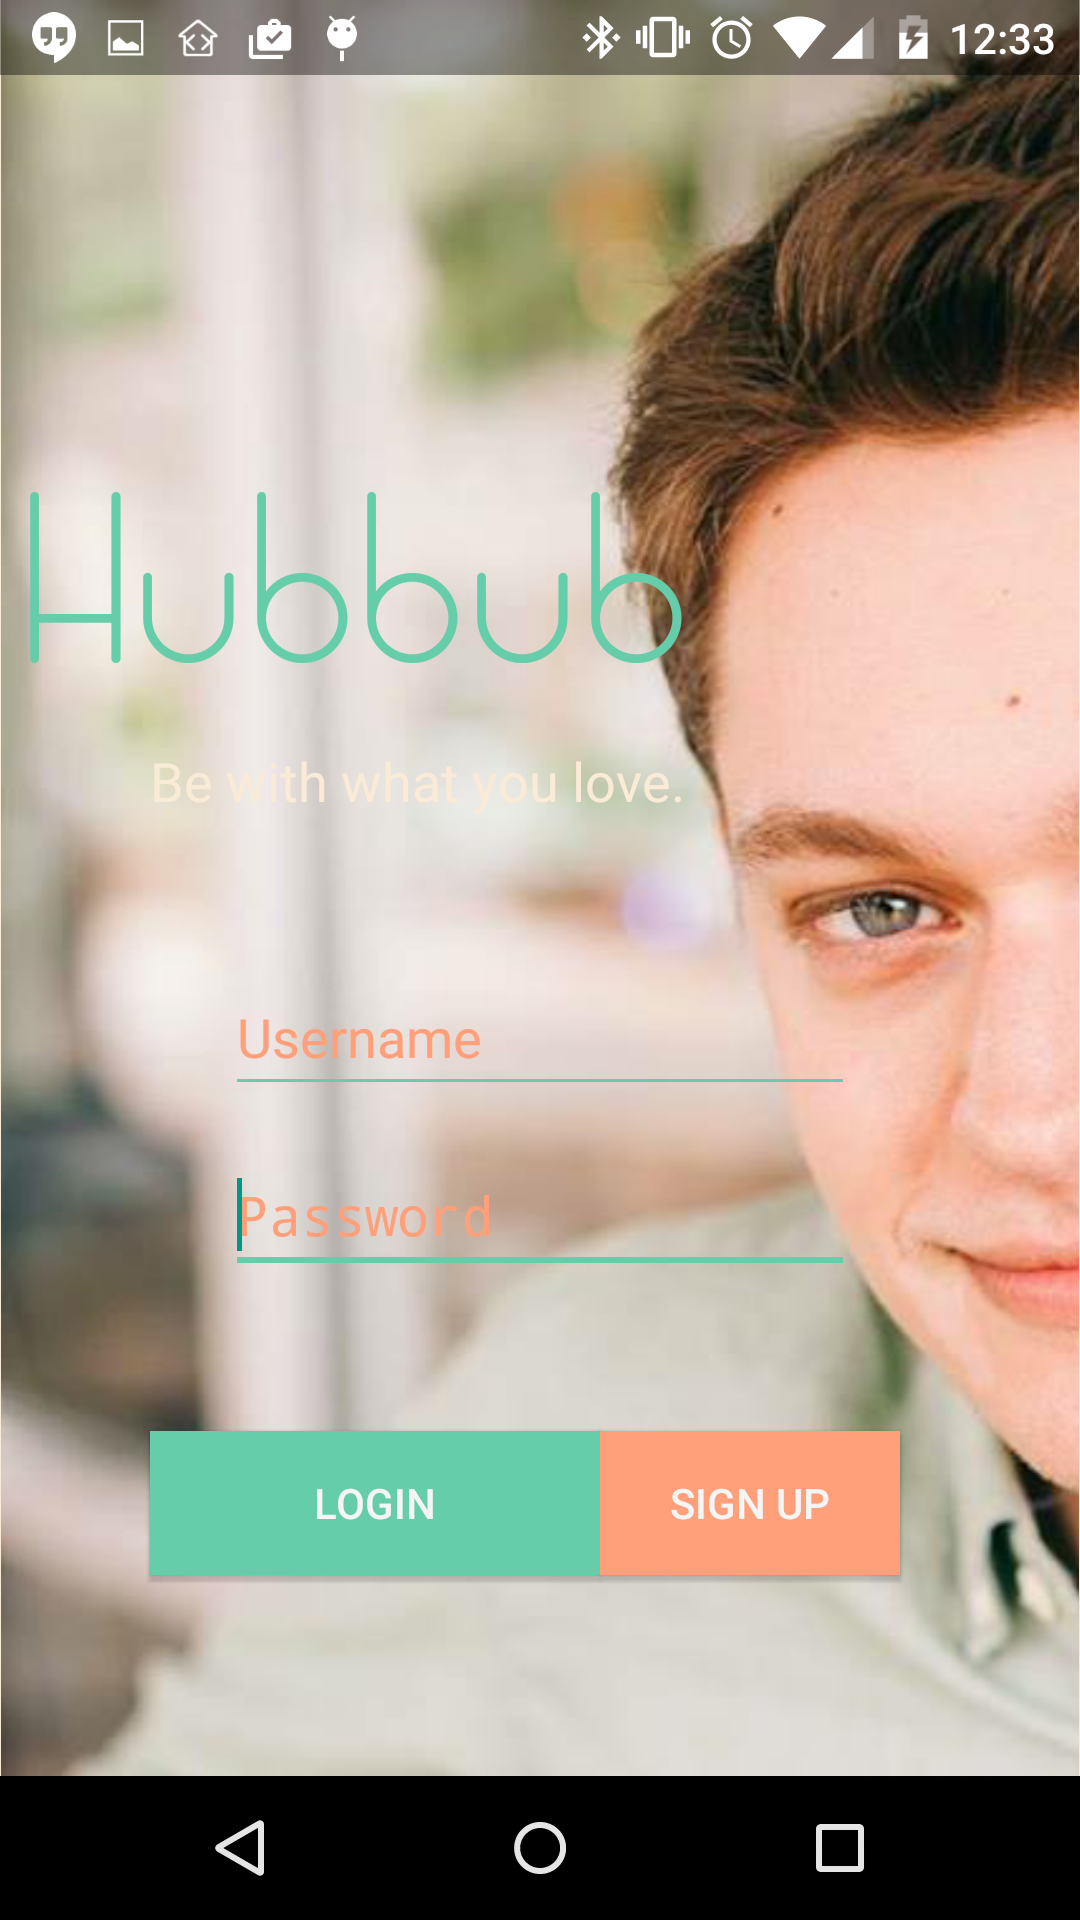 12:33
Hubbub
Be with what you love.
Username
Password
LOGIN
SIGN UP